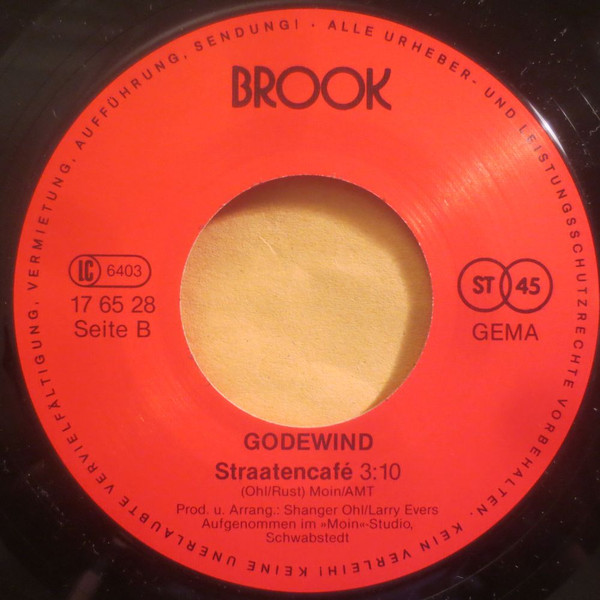 · ALLE URHEBER- UND LEISTUNGSSCHUTZRECHTE VORBEHALTEN. KEIN VERLEIH! KEINE UNERLAUBTE VERVIELFÄLTIGUNG, VERMIETUNG, AUFFÜHRUNG, SENDUNG!
BROOK
LC 6403
17 65 28
Seite B
ST 45
GEMA
GODEWIND
Straatencafé 3:10
(Ohl/Rust) Moin/AMT
Prod. u. Arrang.: Shanger Ohl/Larry Evers
Aufgenommen im »Moin«-Studio,
Schwabstedt